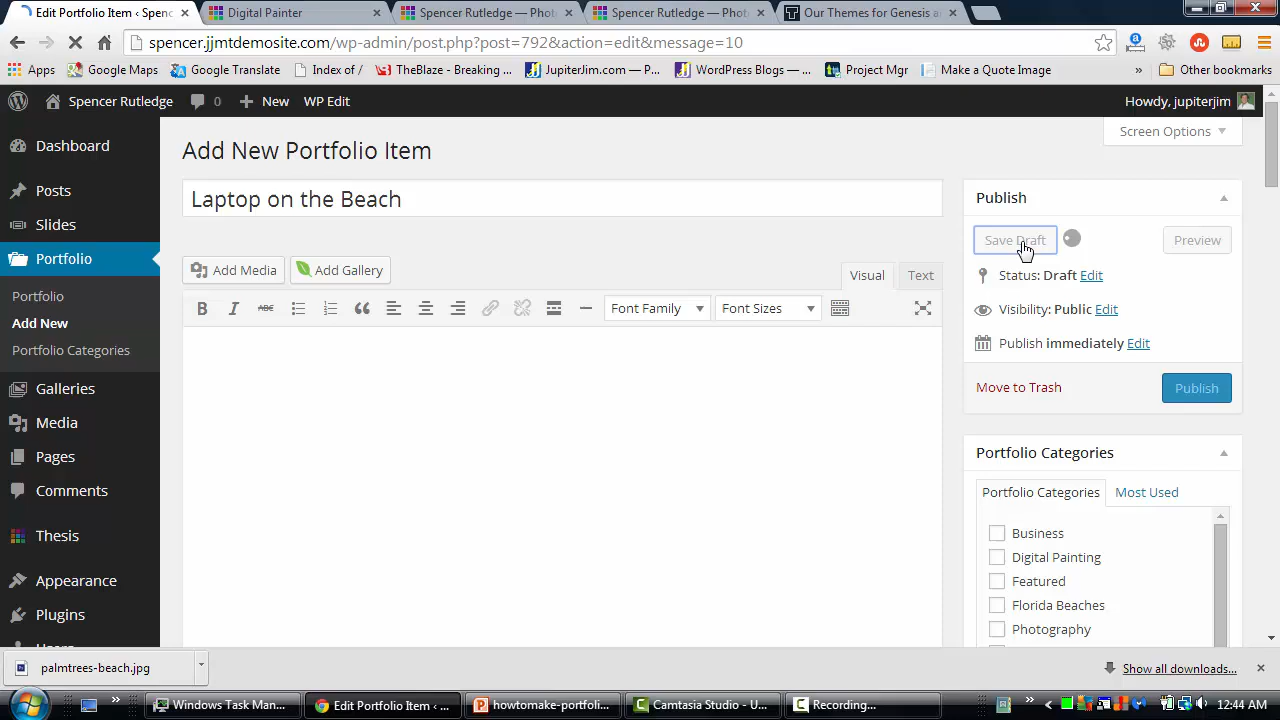 Edit Portfolio Item ‹ Spence
Digital Painter
Spencer Rutledge — Phot
Spencer Rutledge — Phot
Our Themes for Genesis a
spencer.jjmtdemosite.com/wp-admin/post.php?post=792&action=edit&message=10
Apps
Google Maps
Google Translate
Index of /
TheBlaze - Breaking ...
JupiterJim.com — P...
WordPress Blogs — ...
Project Mgr
Make a Quote Image
»
Other bookmarks
Spencer Rutledge
0
New
WP Edit
Howdy, jupiterjim
Screen Options
Dashboard
Posts
Slides
Portfolio
Portfolio
Add New
Portfolio Categories
Galleries
Media
Pages
Comments
Thesis
Appearance
Plugins
Users
Add New Portfolio Item
Laptop on the Beach
Add Media
Add Gallery
Visual
Text
B I ABC
Font Family
Font Sizes
Publish
Save Draft
Preview
Status: Draft Edit
Visibility: Public Edit
Publish immediately Edit
Move to Trash
Publish
Portfolio Categories
Portfolio Categories
Most Used
Business
Digital Painting
Featured
Florida Beaches
Photography
palmtrees-beach.jpg
Show all downloads...
Windows Task Man...
Edit Portfolio Item ‹ ...
howtomake-portfoli...
Camtasia Studio - U...
Recording...
12:44 AM